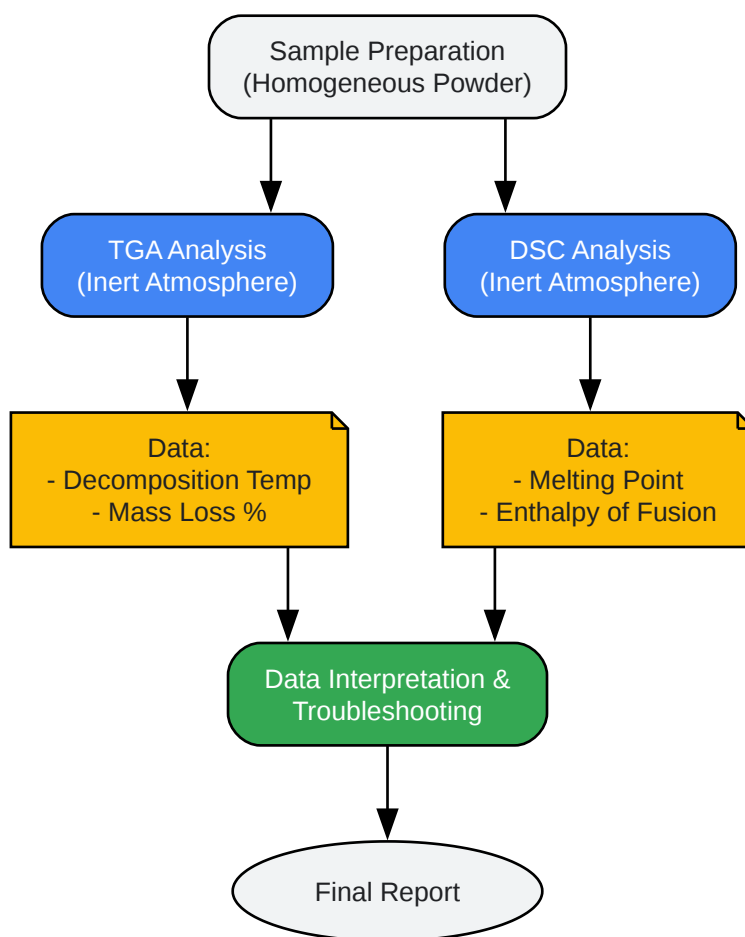 Sample Preparation
(Homogeneous Powder)
TGA Analysis
(Inert Atmosphere)
DSC Analysis
(Inert Atmosphere)
Data:
- Decomposition Temp
- Mass Loss %
Data:
- Melting Point
- Enthalpy of Fusion
Data Interpretation &
Troubleshooting
Final Report